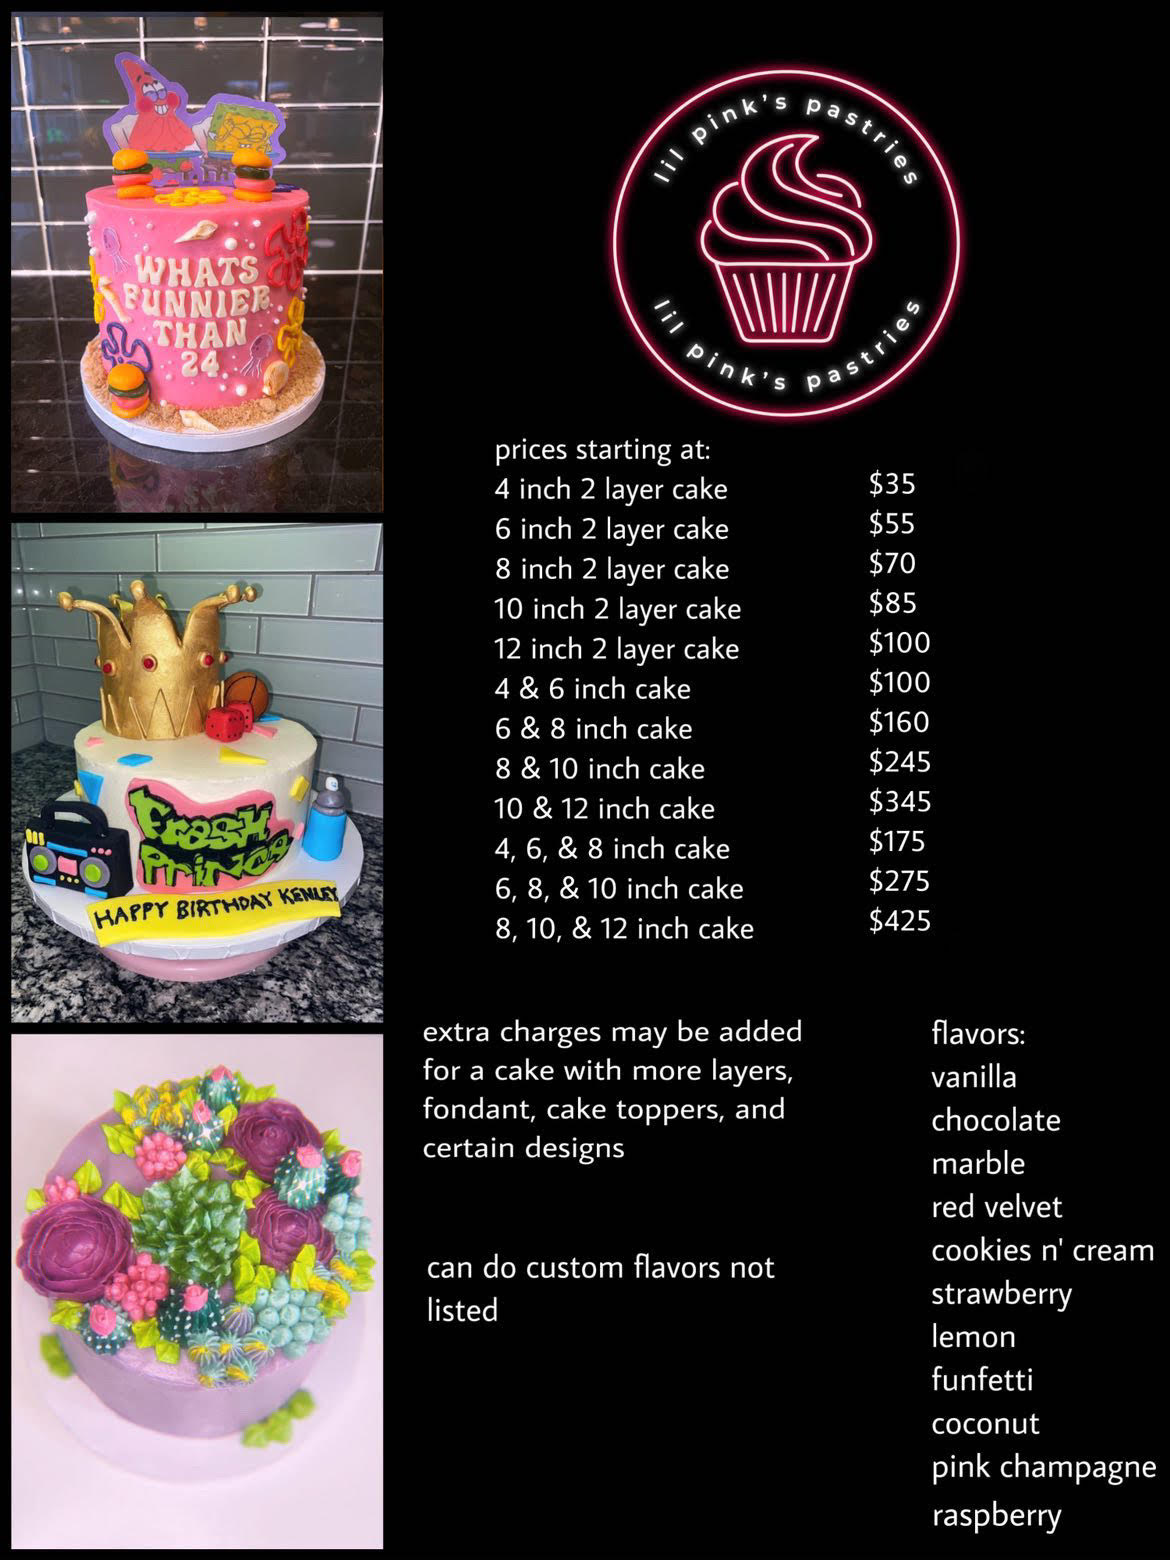 WHATS
FUNNIER
THAN
24
Fresh
Prince
HAPPY BIRTHDAY KENLEY
lil pink's pastries
lil pink's pastries
prices starting at:
4 inch 2 layer cake $35
6 inch 2 layer cake $55
8 inch 2 layer cake $70
10 inch 2 layer cake $85
12 inch 2 layer cake $100
4 & 6 inch cake $100
6 & 8 inch cake $160
8 & 10 inch cake $245
10 & 12 inch cake $345
4, 6, & 8 inch cake $175
6, 8, & 10 inch cake $275
8, 10, & 12 inch cake $425
extra charges may be added
for a cake with more layers,
fondant, cake toppers, and
certain designs
can do custom flavors not
listed
flavors:
vanilla
chocolate
marble
red velvet
cookies n' cream
strawberry
lemon
funfetti
coconut
pink champagne
raspberry